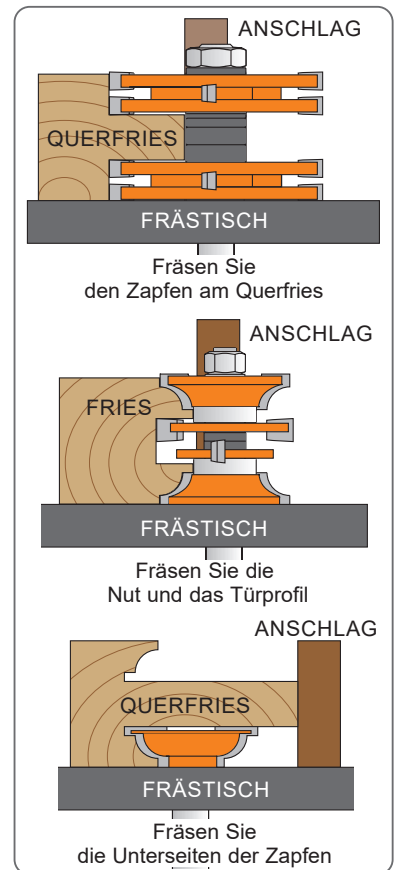 ANSCHLAG
QUERFRIES
FRÄSTISCH
Fräsen Sie
den Zapfen am Querfries
ANSCHLAG
FRIES
FRÄSTISCH
Fräsen Sie die
Nut und das Türprofil
ANSCHLAG
QUERFRIES
FRÄSTISCH
Fräsen Sie
die Unterseiten der Zapfen